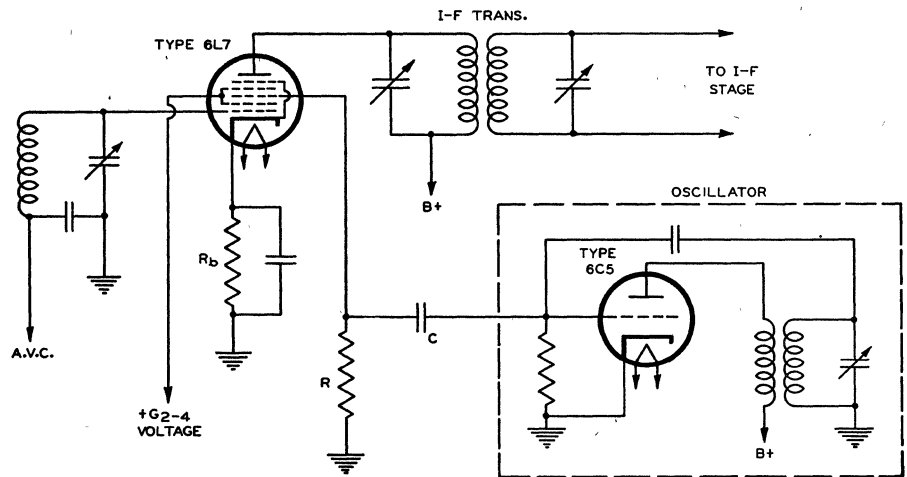 I-F TRANS.
TYPE 6L7
TO I-F
STAGE
B+
OSCILLATOR
TYPE
6C5
Rb
C
A.V.C.
R
+G2-4
VOLTAGE
B+